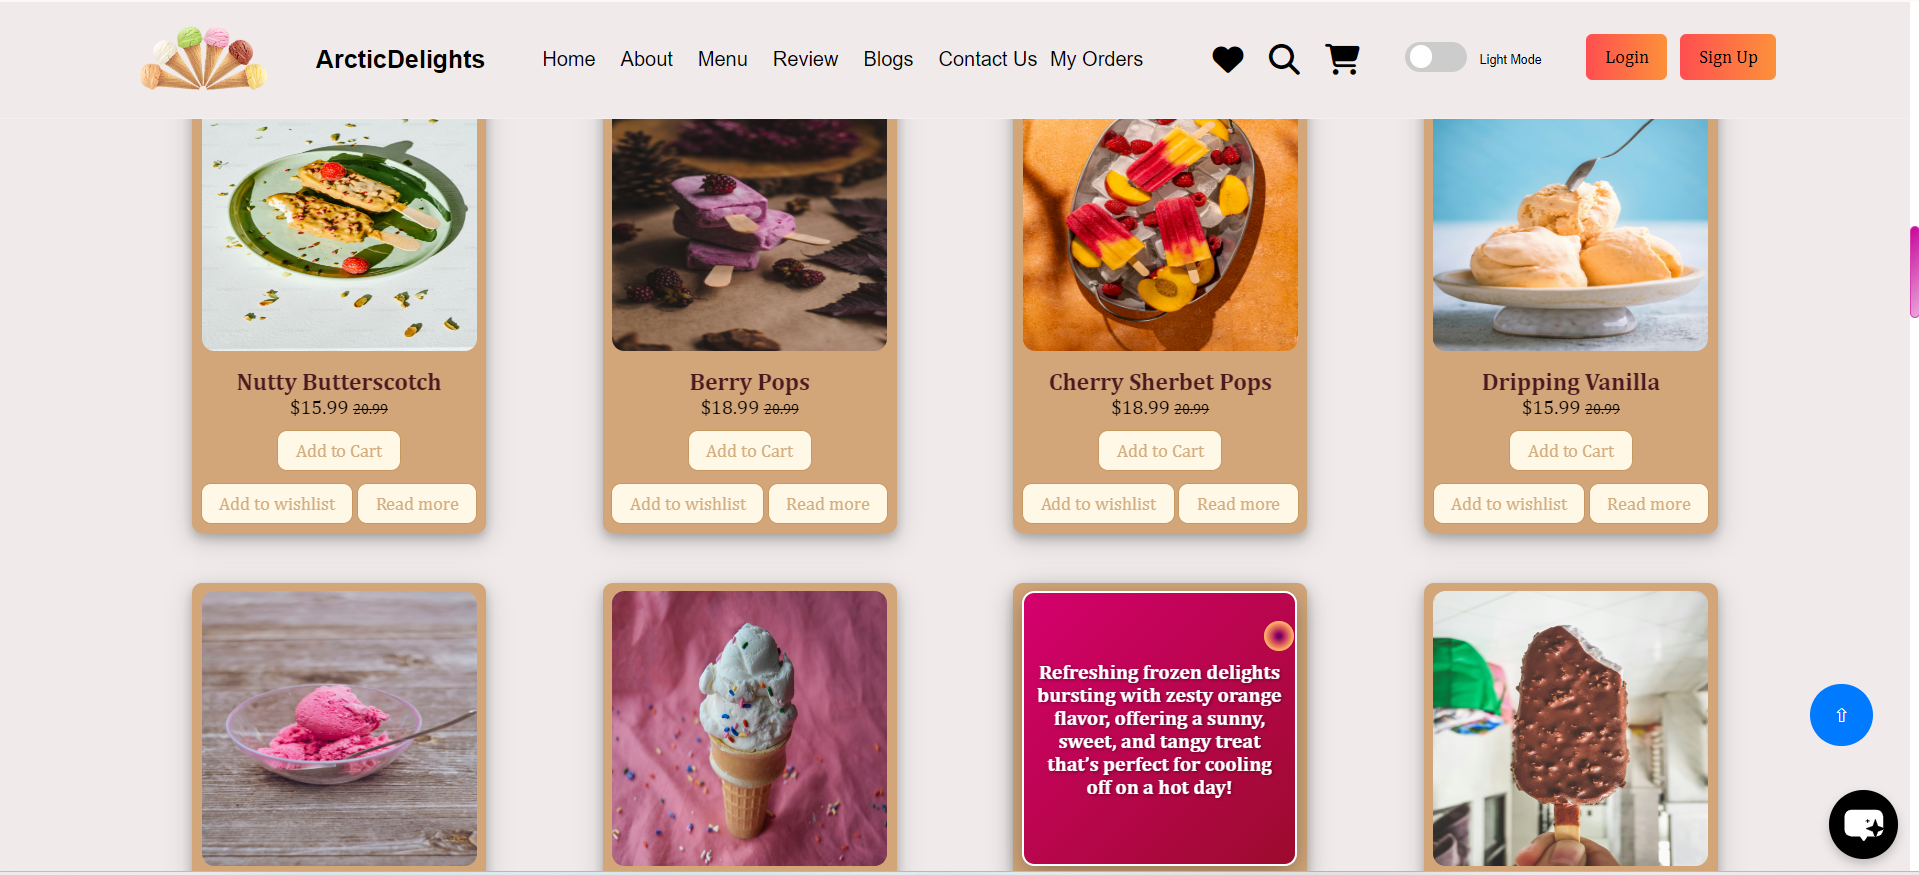 ArcticDelights
Home About Menu Review Blogs Contact Us My Orders
Light Mode
Login Sign Up
Nutty Butterscotch
$15.99 20.99
Add to Cart
Add to wishlist Read more
Berry Pops
$18.99 20.99
Add to Cart
Add to wishlist Read more
Cherry Sherbet Pops
$18.99 20.99
Add to Cart
Add to wishlist Read more
Dripping Vanilla
$15.99 20.99
Add to Cart
Add to wishlist Read more
Refreshing frozen delights
bursting with zesty orange
flavor, offering a sunny,
sweet, and tangy treat
that’s perfect for cooling
off on a hot day!
⇧